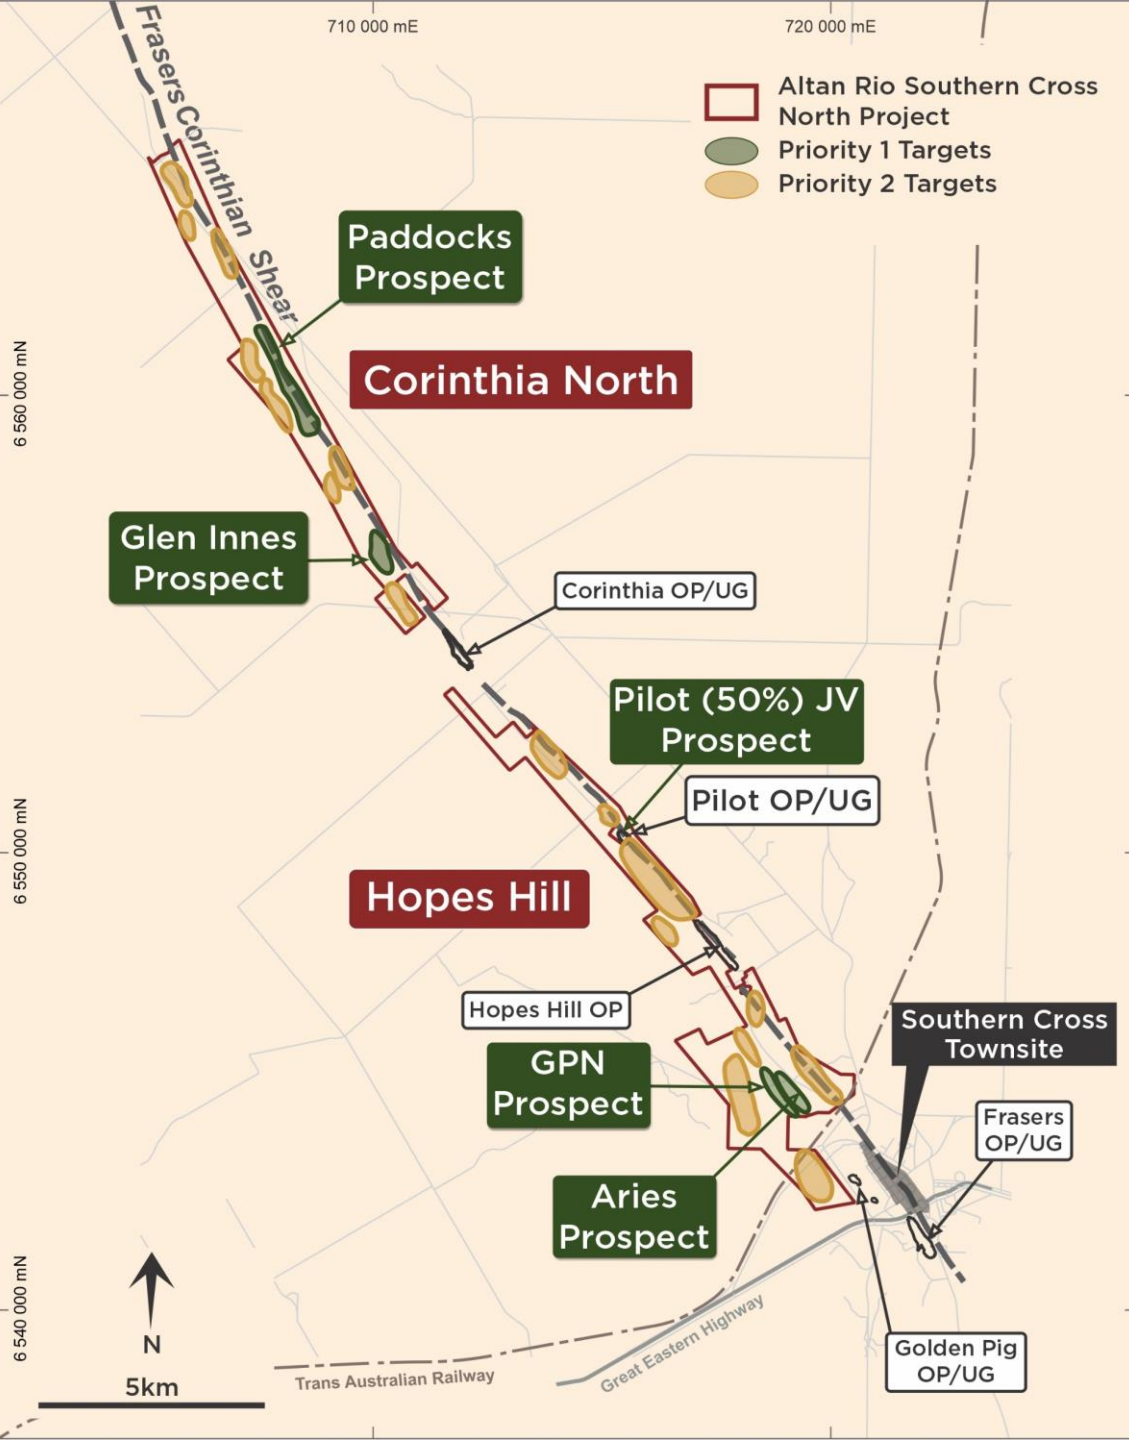 710 000 mE
720 000 mE
Frasers Corinthian Shear
Altan Rio Southern Cross
North Project
Priority 1 Targets
Priority 2 Targets
Paddocks
Prospect
6 560 000 mN
Corinthia North
Glen Innes
Prospect
Corinthia OP/UG
Pilot (50%) JV
Prospect
Pilot OP/UG
6 550 000 mN
Hopes Hill
Hopes Hill OP
Southern Cross
Townsite
GPN
Prospect
Frasers
OP/UG
Aries
Prospect
6 540 000 mN
N
Great Eastern Highway
Golden Pig
OP/UG
Trans Australian Railway
5km